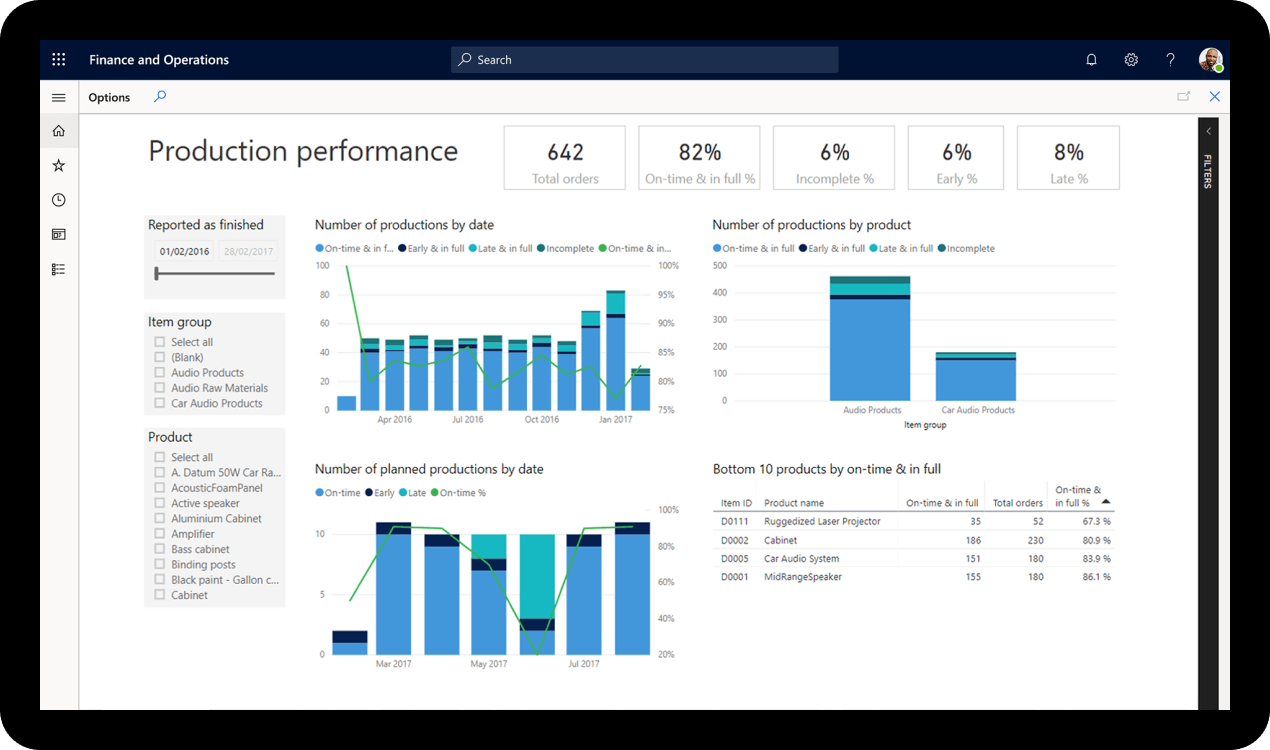 Finance and Operations
Search
?
Options
FILTERS
Production performance
642
Total orders
82%
On-time & in full %
6%
Incomplete %
6%
Early %
8%
Late %
Reported as finished
01/02/2016 28/02/2017
Item group
Select all
(Blank)
Audio Products
Audio Raw Materials
Car Audio Products
Product
Select all
A. Datum 50W Car Ra...
AcousticFoamPanel
Active speaker
Aluminium Cabinet
Amplifier
Bass cabinet
Binding posts
Black paint - Gallon c...
Cabinet
Number of productions by date
On-time & in f... Early & in full Late & in full Incomplete On-time & in...
100 100%
80 95%
60 90%
40 85%
20 80%
0 75%
Apr 2016 Jul 2016 Oct 2016 Jan 2017
Number of productions by product
On-time & in full Early & in full Late & in full Incomplete
500
400
300
200
100
0
Audio Products Car Audio Products
Item group
Number of planned productions by date
On-time Early Late On-time %
100%
10
80%
5
60%
40%
0 20%
Mar 2017 May 2017 Jul 2017
Bottom 10 products by on-time & in full
Item ID Product name On-time & in full Total orders On-time & in full %
D0111 Ruggedized Laser Projector 35 52 67.3 %
D0002 Cabinet 186 230 80.9 %
D0005 Car Audio System 151 180 83.9 %
D0001 MidRangeSpeaker 155 180 86.1 %